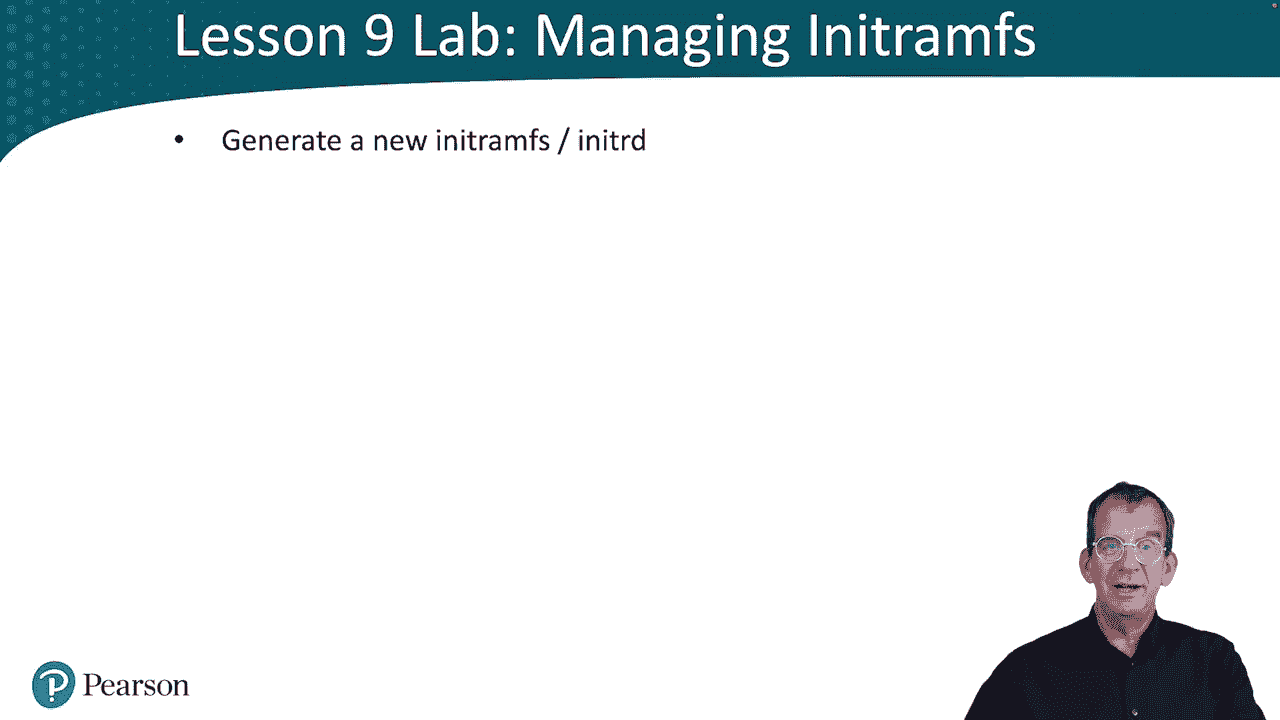 Lesson 9 Lab: Managing Initramfs
• Generate a new initramfs / initrd
Pearson